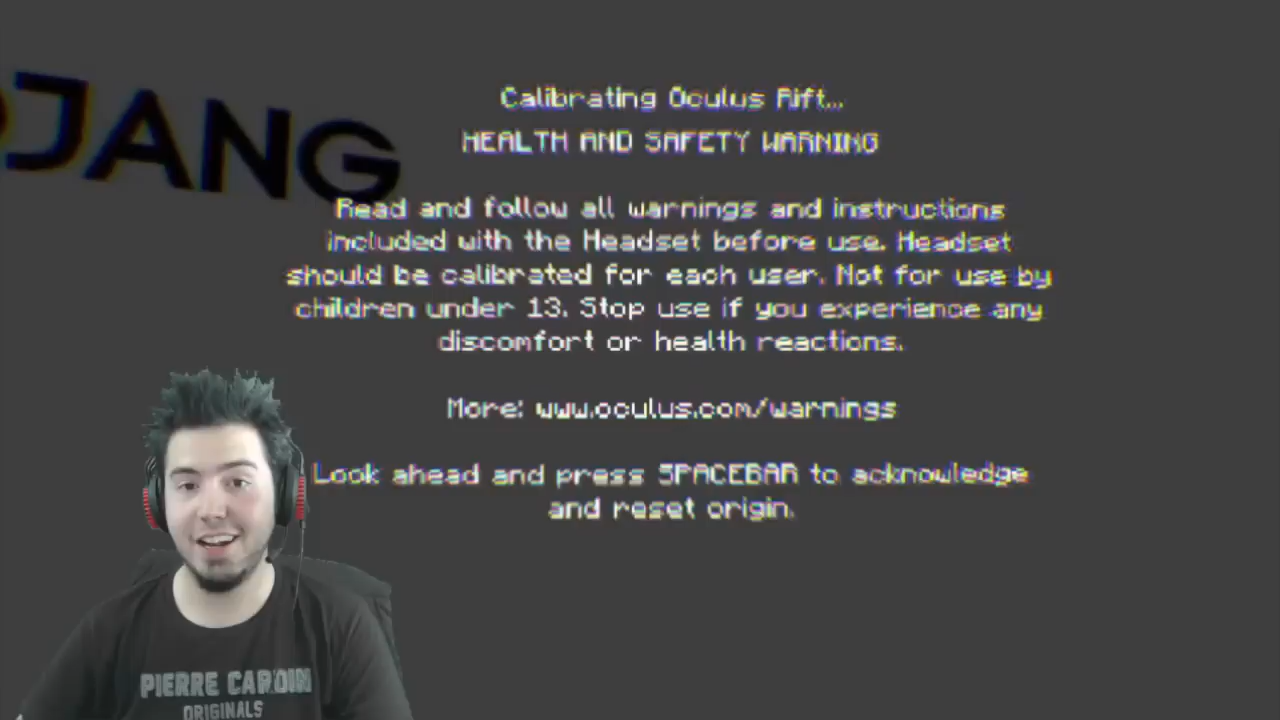 OJANG
Calibrating Oculus Rift...
HEALTH AND SAFETY WARNING
Read and follow all warnings and instructions
included with the Headset before use. Headset
should be calibrated for each user. Not for use by
children under 13. Stop use if you experience any
discomfort or health reactions.
More: www.oculus.com/warnings
Look ahead and press SPACEBAR to acknowledge
and reset origin.
PIERRE CARDIN
ORIGINALS